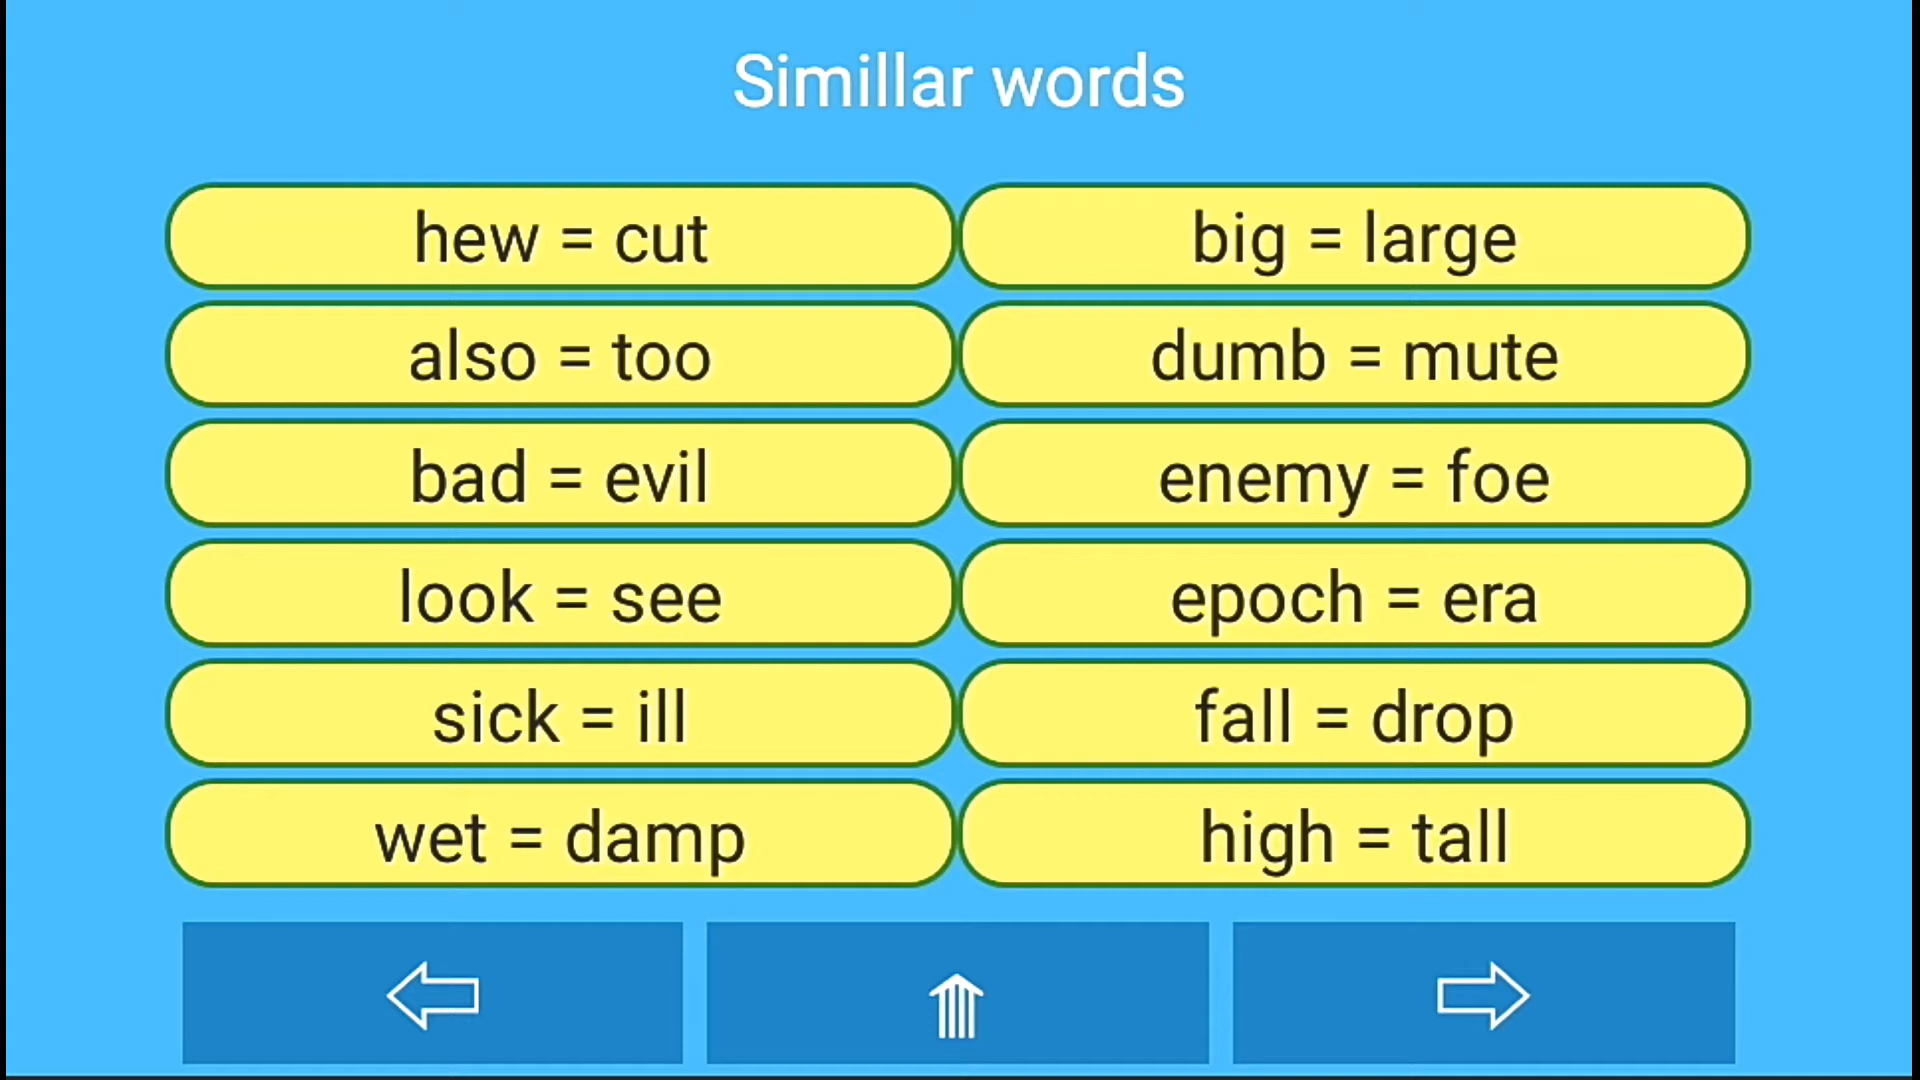 Simillar words
hew = cut
big = large
also = too
dumb = mute
bad = evil
enemy = foe
look = see
epoch = era
sick = ill
fall = drop
wet = damp
high = tall